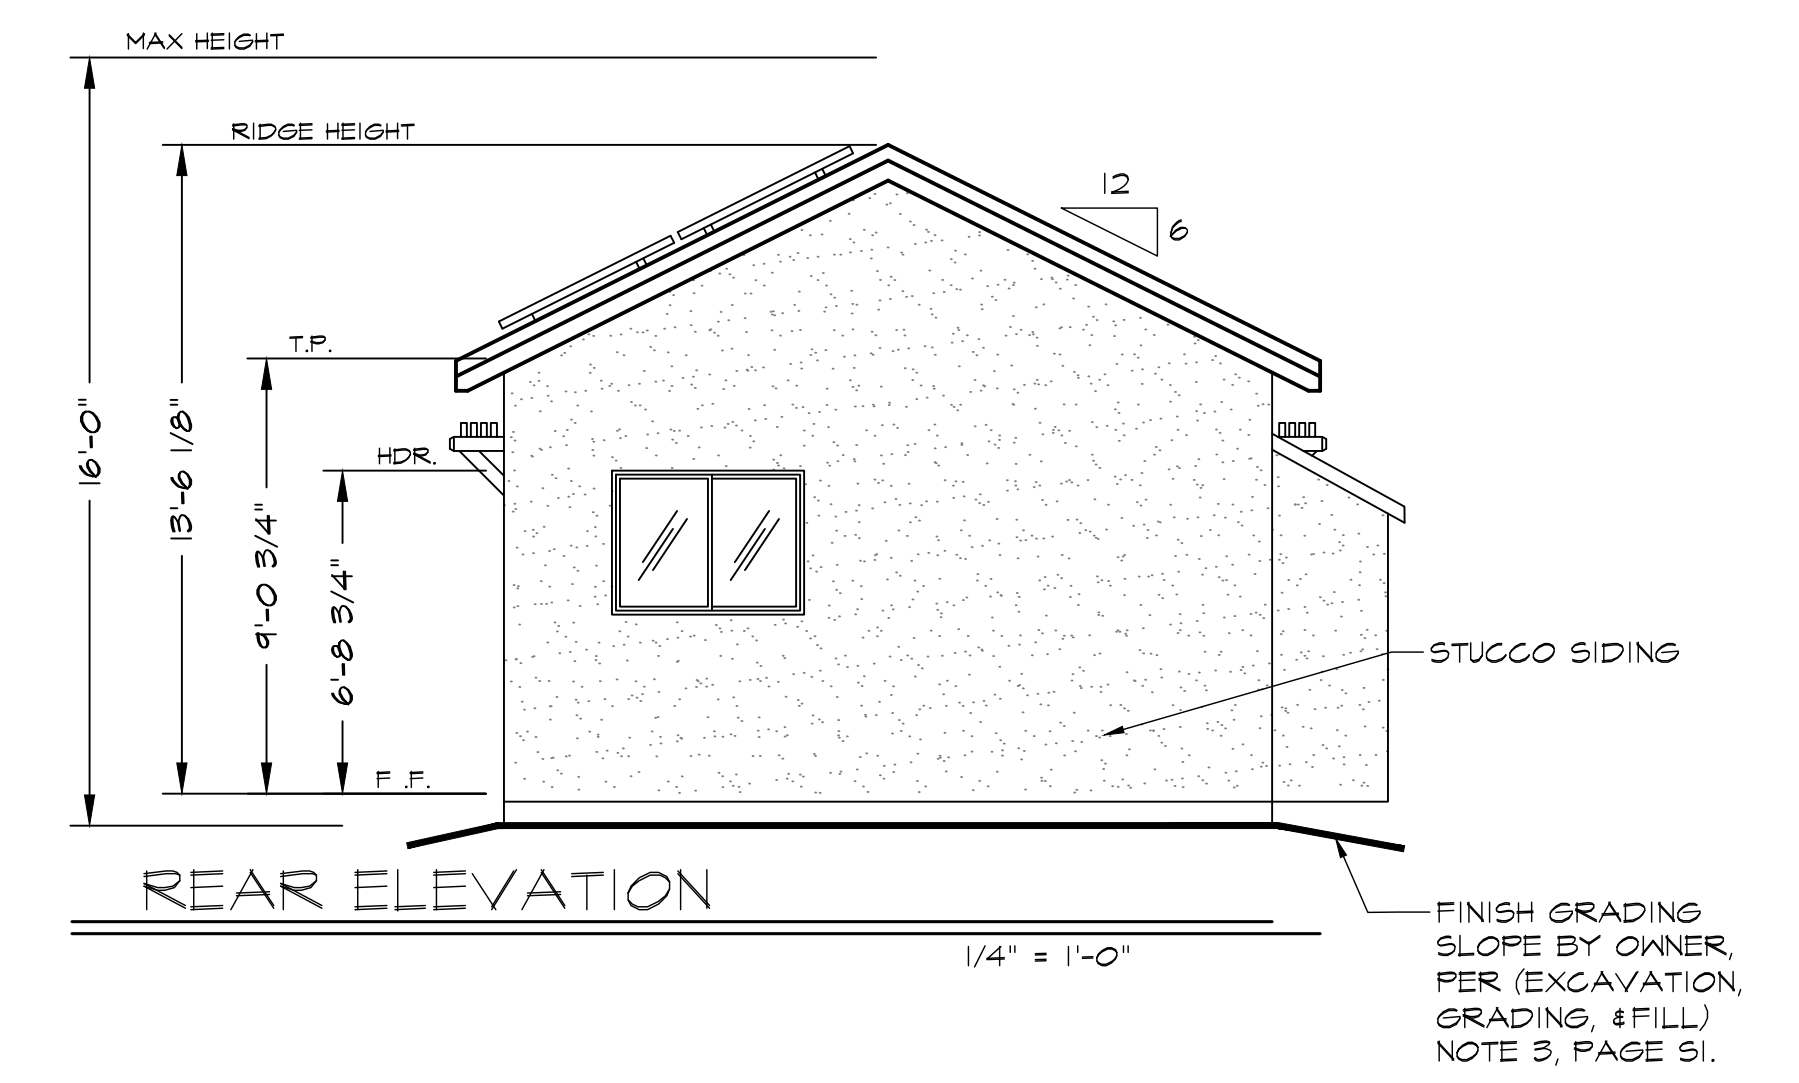 MAX HEIGHT
RIDGE HEIGHT
12
6
T.P.
16'-0"
13'-6 1/8"
HDR.
9'-0 3/4"
6'-8 3/4"
STUCCO SIDING
F .F.
REAR ELEVATION
1/4" = 1'-0"
FINISH GRADING
SLOPE BY OWNER,
PER (EXCAVATION,
GRADING, &FILL)
NOTE 3, PAGE S1.